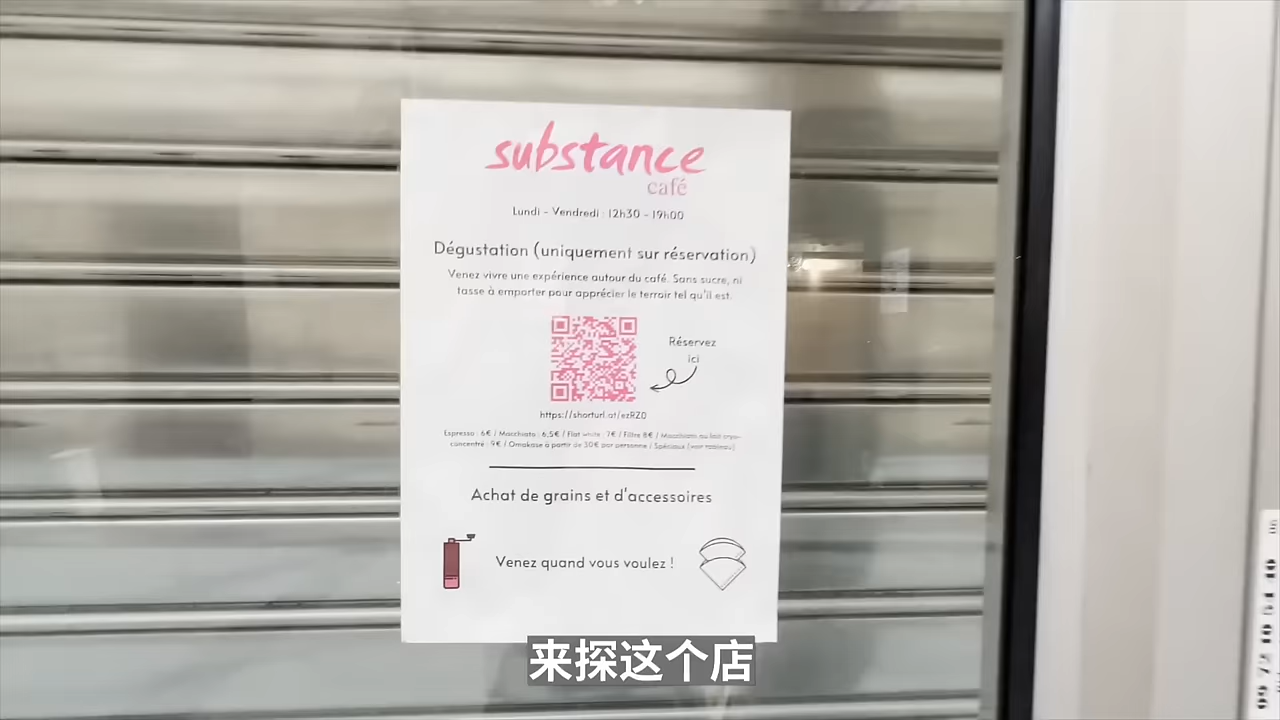 substance
café
Lundi - Vendredi : 12h30 - 19h00
Dégustation (uniquement sur réservation)
Venez vivre une expérience autour du café. Sans sucre, ni
tasse à emporter pour apprécier le terroir tel qu'il est.
Réservez
ici
https://shorturl.at/ezRZ0
Espresso : 6€ / Macchiato : 6,5€ / Flat white : 7€ / Filtre 8€ / Macchiato au lait cryo-
concentré : 9€ / Omakase à partir de 30€ par personne / Spéciaux (voir tableau)
Achat de grains et d'accessoires
Venez quand vous voulez !
来探这个店